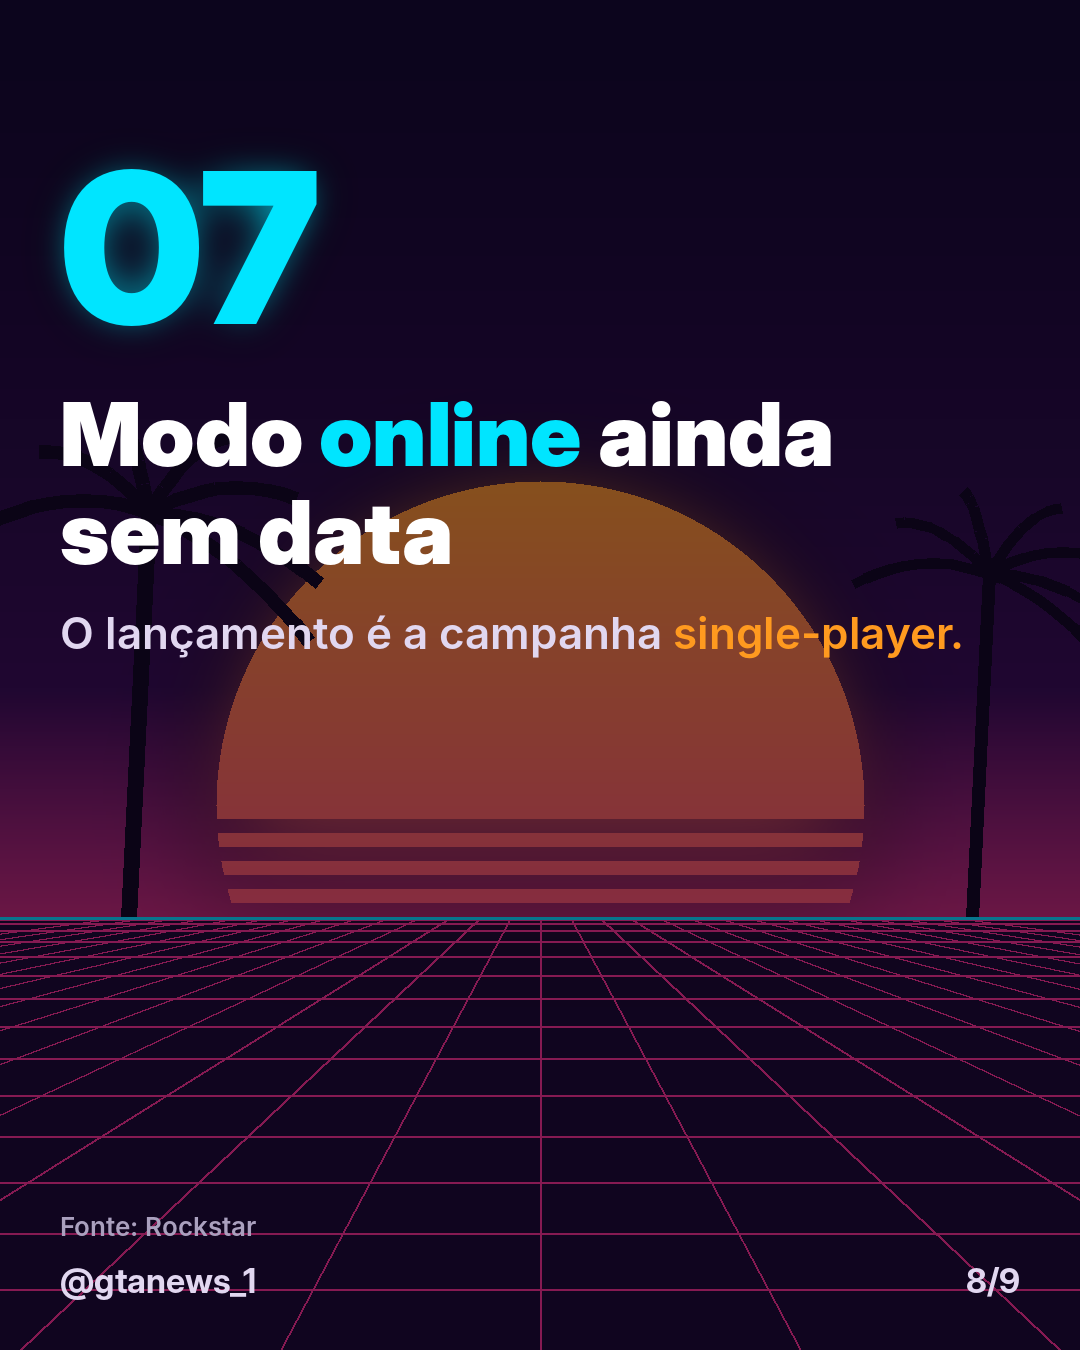 07
Modo online ainda
sem data
O lançamento é a campanha single-player.
Fonte: Rockstar
@gtanews_1
8/9